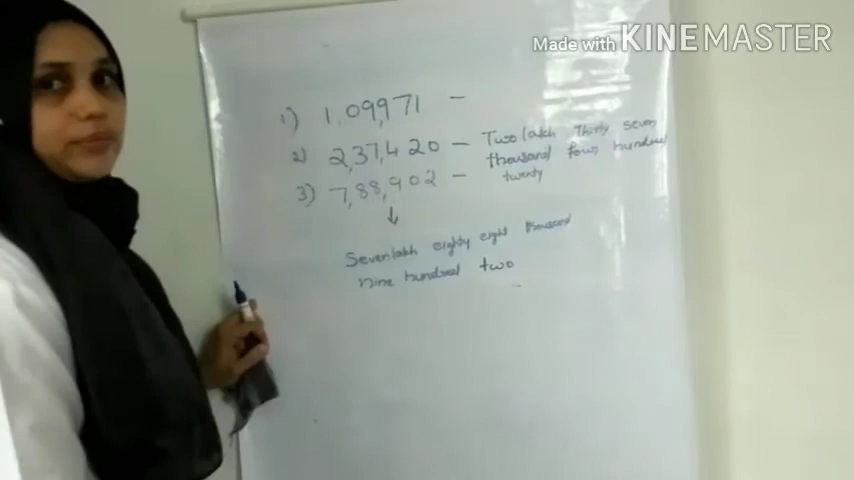 Made with KINEMASTER
1) 1,09,971 —
2) 2,37,420 — Two lakh Thirty seven
thousand four hundred
3) 7,88,902 — twenty
↓
Seven lakh eighty eight thousand
Nine hundred two